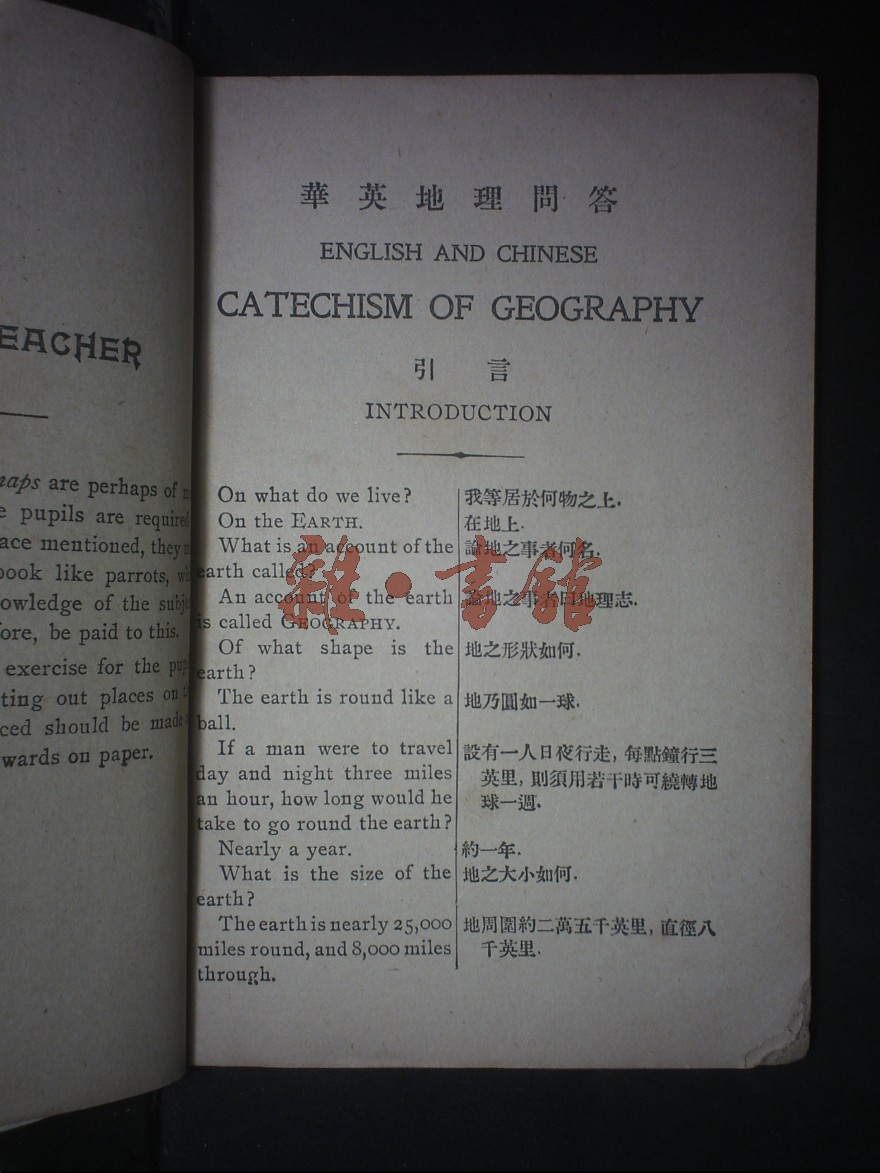 EACHER
maps are perhaps of
e pupils are required
ace mentioned, they
book like parrots,
owledge of the
fore, be paid to this.
exercise for the
ting out places on
ced should be made
wards on paper.
華英地理問答
ENGLISH AND CHINESE
CATECHISM OF GEOGRAPHY
引言
INTRODUCTION
On what do we live?
On the EARTH.
What is an account of the
earth called?
An account of the earth
is called GEOGRAPHY.
Of what shape is the
earth?
The earth is round like a
ball.
If a man were to travel
day and night three miles
an hour, how long would he
take to go round the earth?
Nearly a year.
What is the size of the
earth?
The earth is nearly 25,000
miles round, and 8,000 miles
through.
我等居於何物之上.
在地上.
論地之事者何名.
論地之事者曰地理志.
地之形狀如何.
地乃圓如一球.
設有一人日夜行走, 每點鐘行三
英里, 則須用若干時可繞轉地
球一週.
約一年.
地之大小如何.
地周圍約二萬五千英里, 直徑八
千英里.
雜·書館